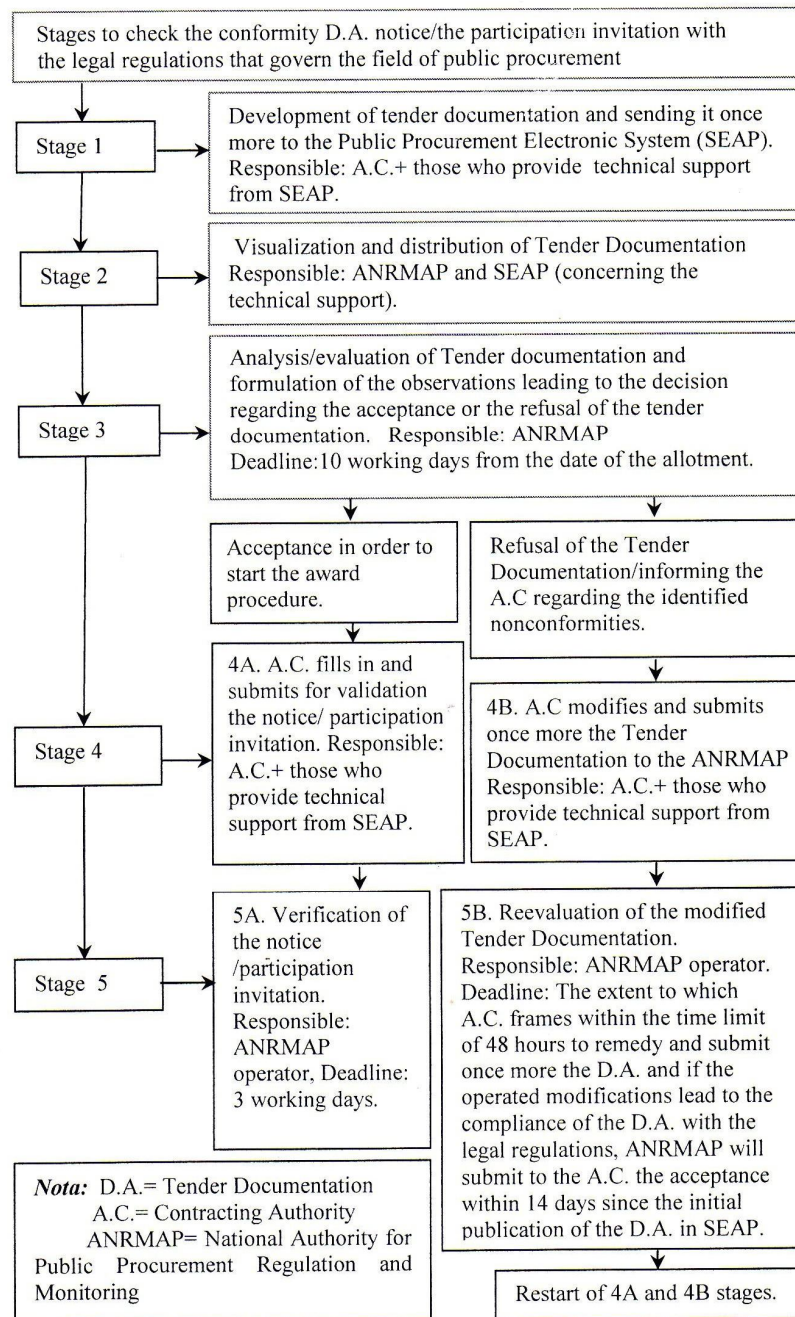 Stages to check the conformity D.A. notice/the participation invitation with
the legal regulations that govern the field of public procurement
Stage 1
Development of tender documentation and sending it once
more to the Public Procurement Electronic System (SEAP).
Responsible: A.C.+ those who provide technical support
from SEAP.
Stage 2
Visualization and distribution of Tender Documentation
Responsible: ANRMAP and SEAP (concerning the
technical support).
Stage 3
Analysis/evaluation of Tender documentation and
formulation of the observations leading to the decision
regarding the acceptance or the refusal of the tender
documentation. Responsible: ANRMAP
Deadline:10 working days from the date of the allotment.
Acceptance in order to
start the award
procedure.
Refusal of the Tender
Documentation/informing the
A.C regarding the identified
nonconformities.
Stage 4
4A. A.C. fills in and
submits for validation
the notice/ participation
invitation. Responsible:
A.C.+ those who
provide technical
support from SEAP.
4B. A.C modifies and submits
once more the Tender
Documentation to the ANRMAP
Responsible: A.C.+ those who
provide technical support from
SEAP.
Stage 5
5A. Verification of
the notice
/participation
invitation.
Responsible:
ANRMAP
operator, Deadline:
3 working days.
5B. Reevaluation of the modified
Tender Documentation.
Responsible: ANRMAP operator.
Deadline: The extent to which
A.C. frames within the time limit
of 48 hours to remedy and submit
once more the D.A. and if the
operated modifications lead to the
compliance of the D.A. with the
legal regulations, ANRMAP will
submit to the A.C. the acceptance
within 14 days since the initial
publication of the D.A. in SEAP.
Nota: D.A.= Tender Documentation
A.C.= Contracting Authority
ANRMAP= National Authority for
Public Procurement Regulation and
Monitoring
Restart of 4A and 4B stages.